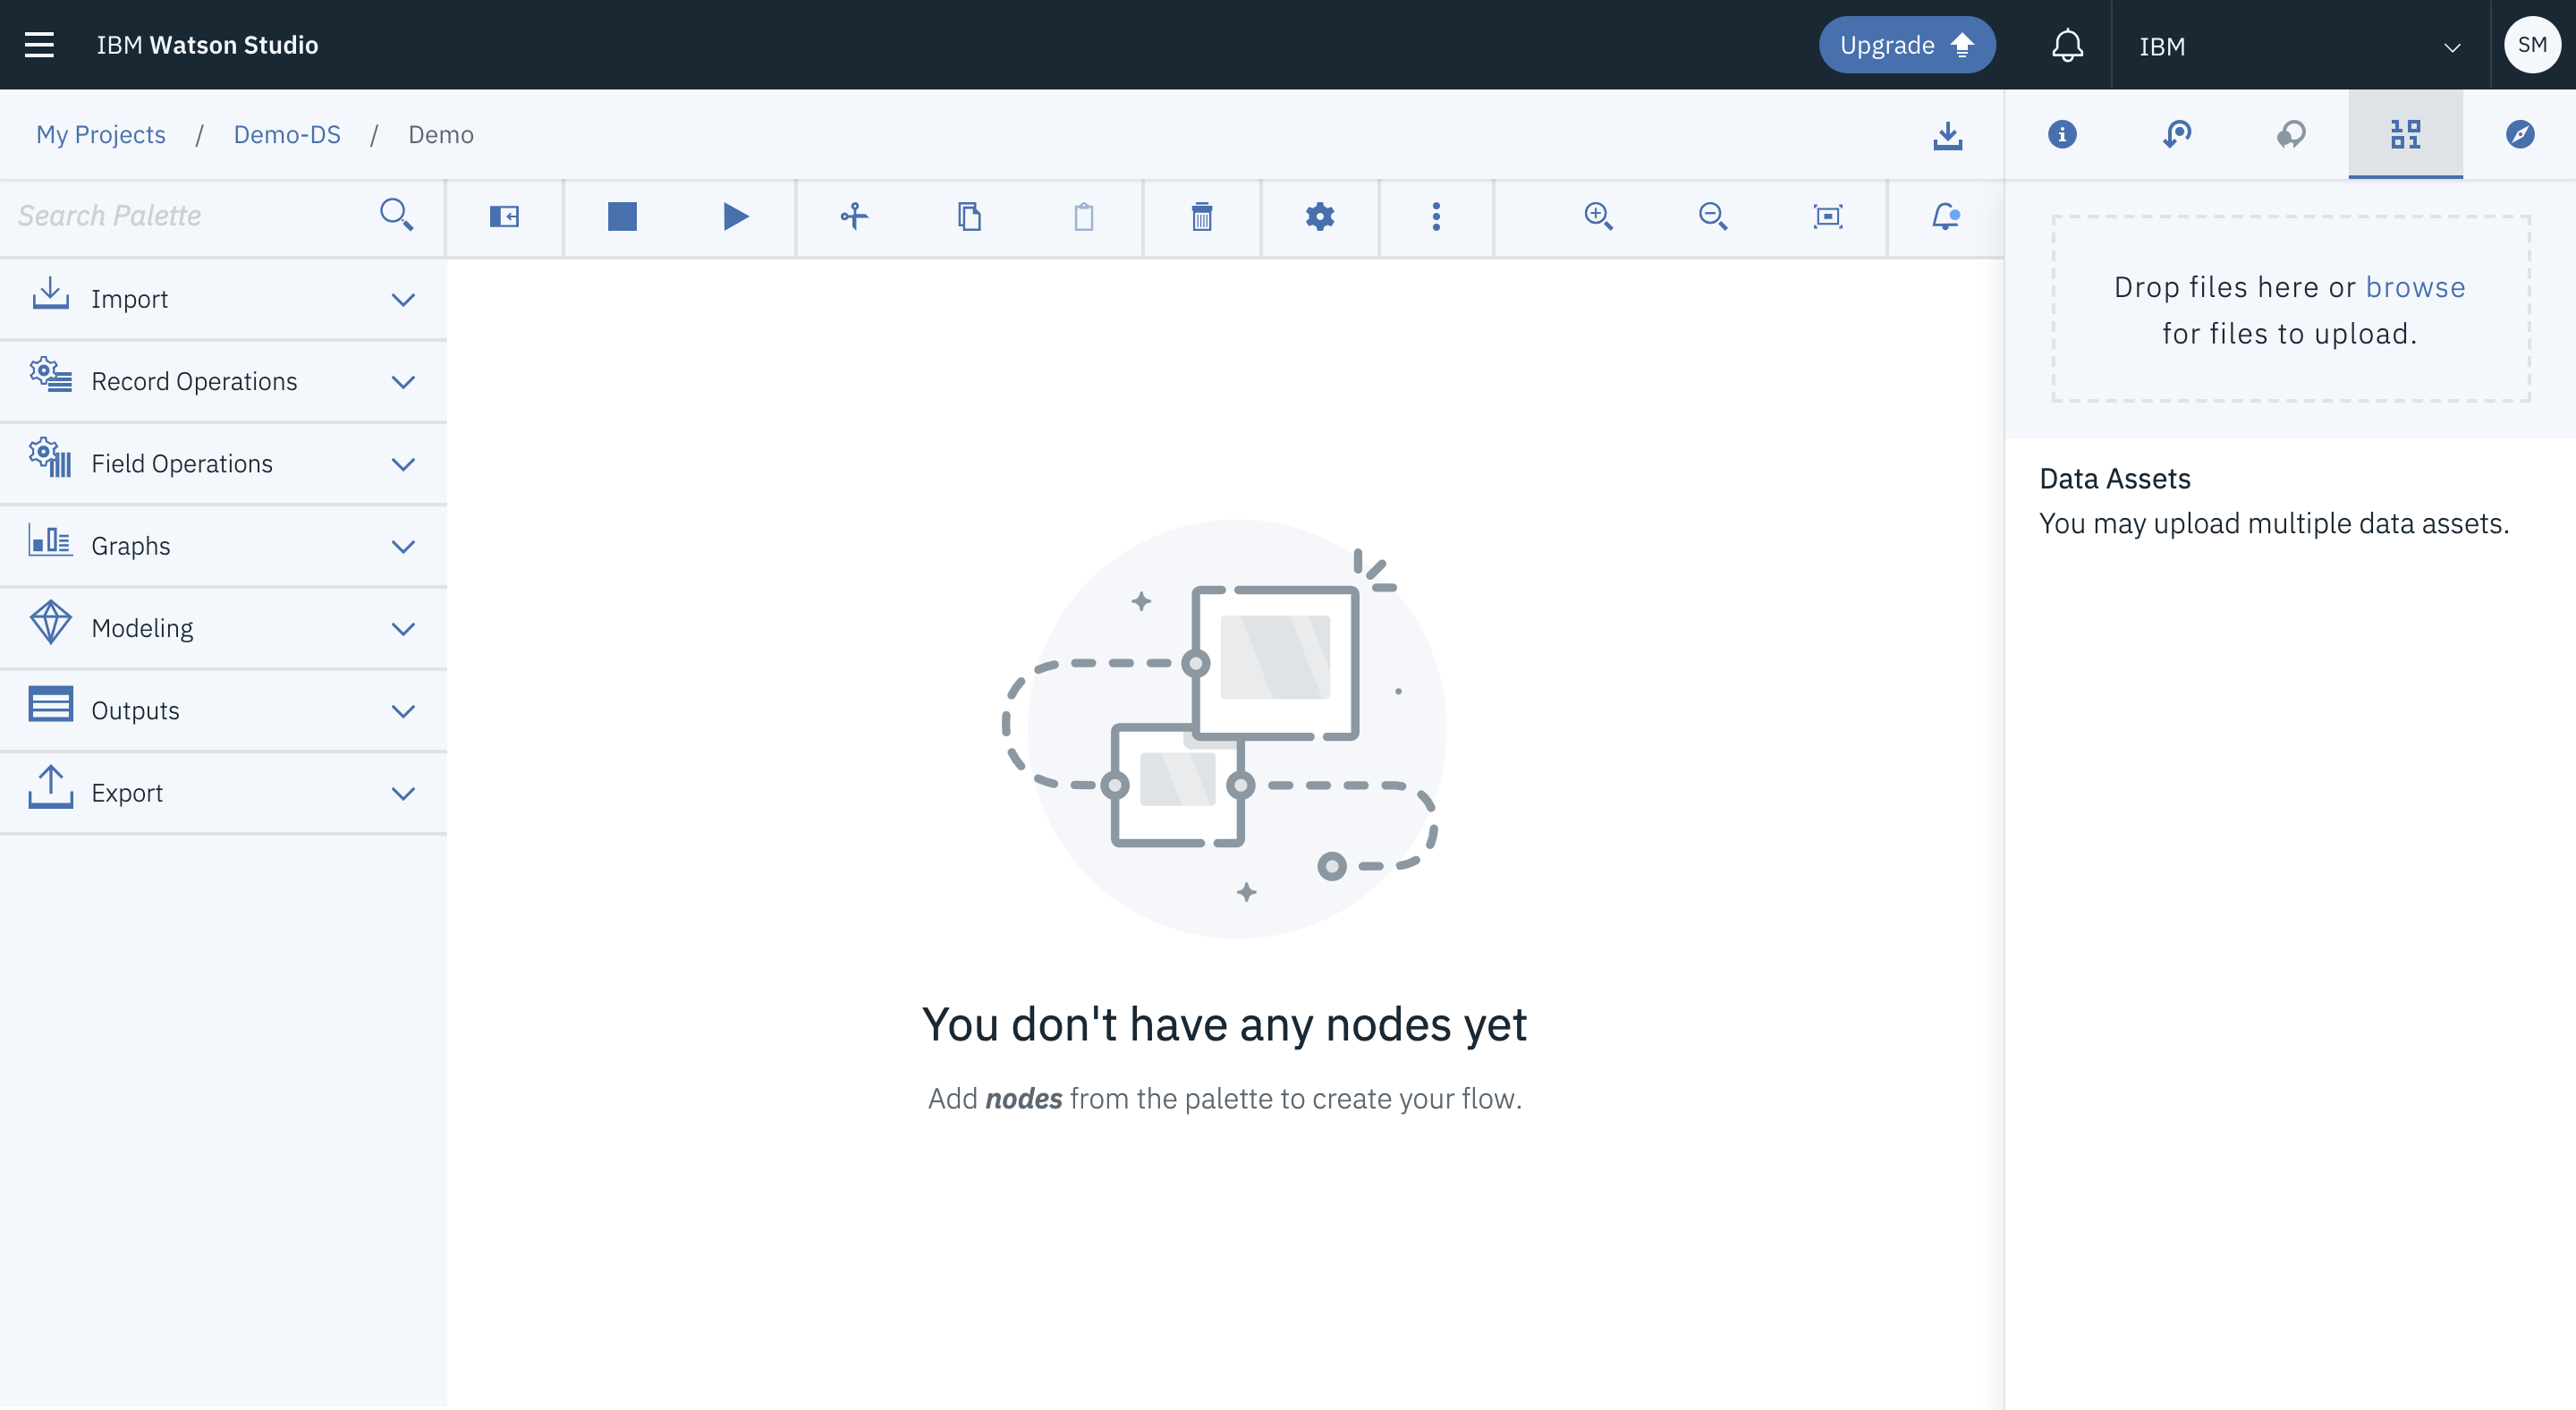 IBM Watson Studio
Upgrade
IBM
SM
My Projects / Demo-DS / Demo
Search Palette
Import
Record Operations
Field Operations
Graphs
Modeling
Outputs
Export
You don't have any nodes yet
Add nodes from the palette to create your flow.
Drop files here or browse
for files to upload.
Data Assets
You may upload multiple data assets.